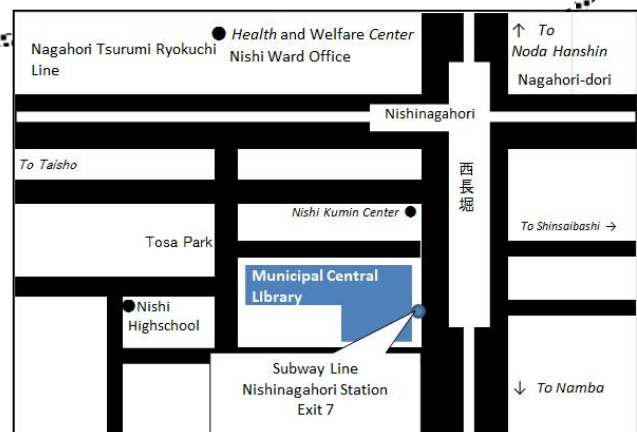 Health and Welfare Center
Nishi Ward Office
Nagahori Tsurumi Ryokuchi
Line
↑ To
Noda Hanshin
Nagahori-dori
Nishinagahori
To Taisho
西長堀
Nishi Kumin Center
To Shinsaibashi →
Tosa Park
Municipal Central
Library
Nishi
Highschool
Subway Line
Nishinagahori Station
Exit 7
↓ To Namba